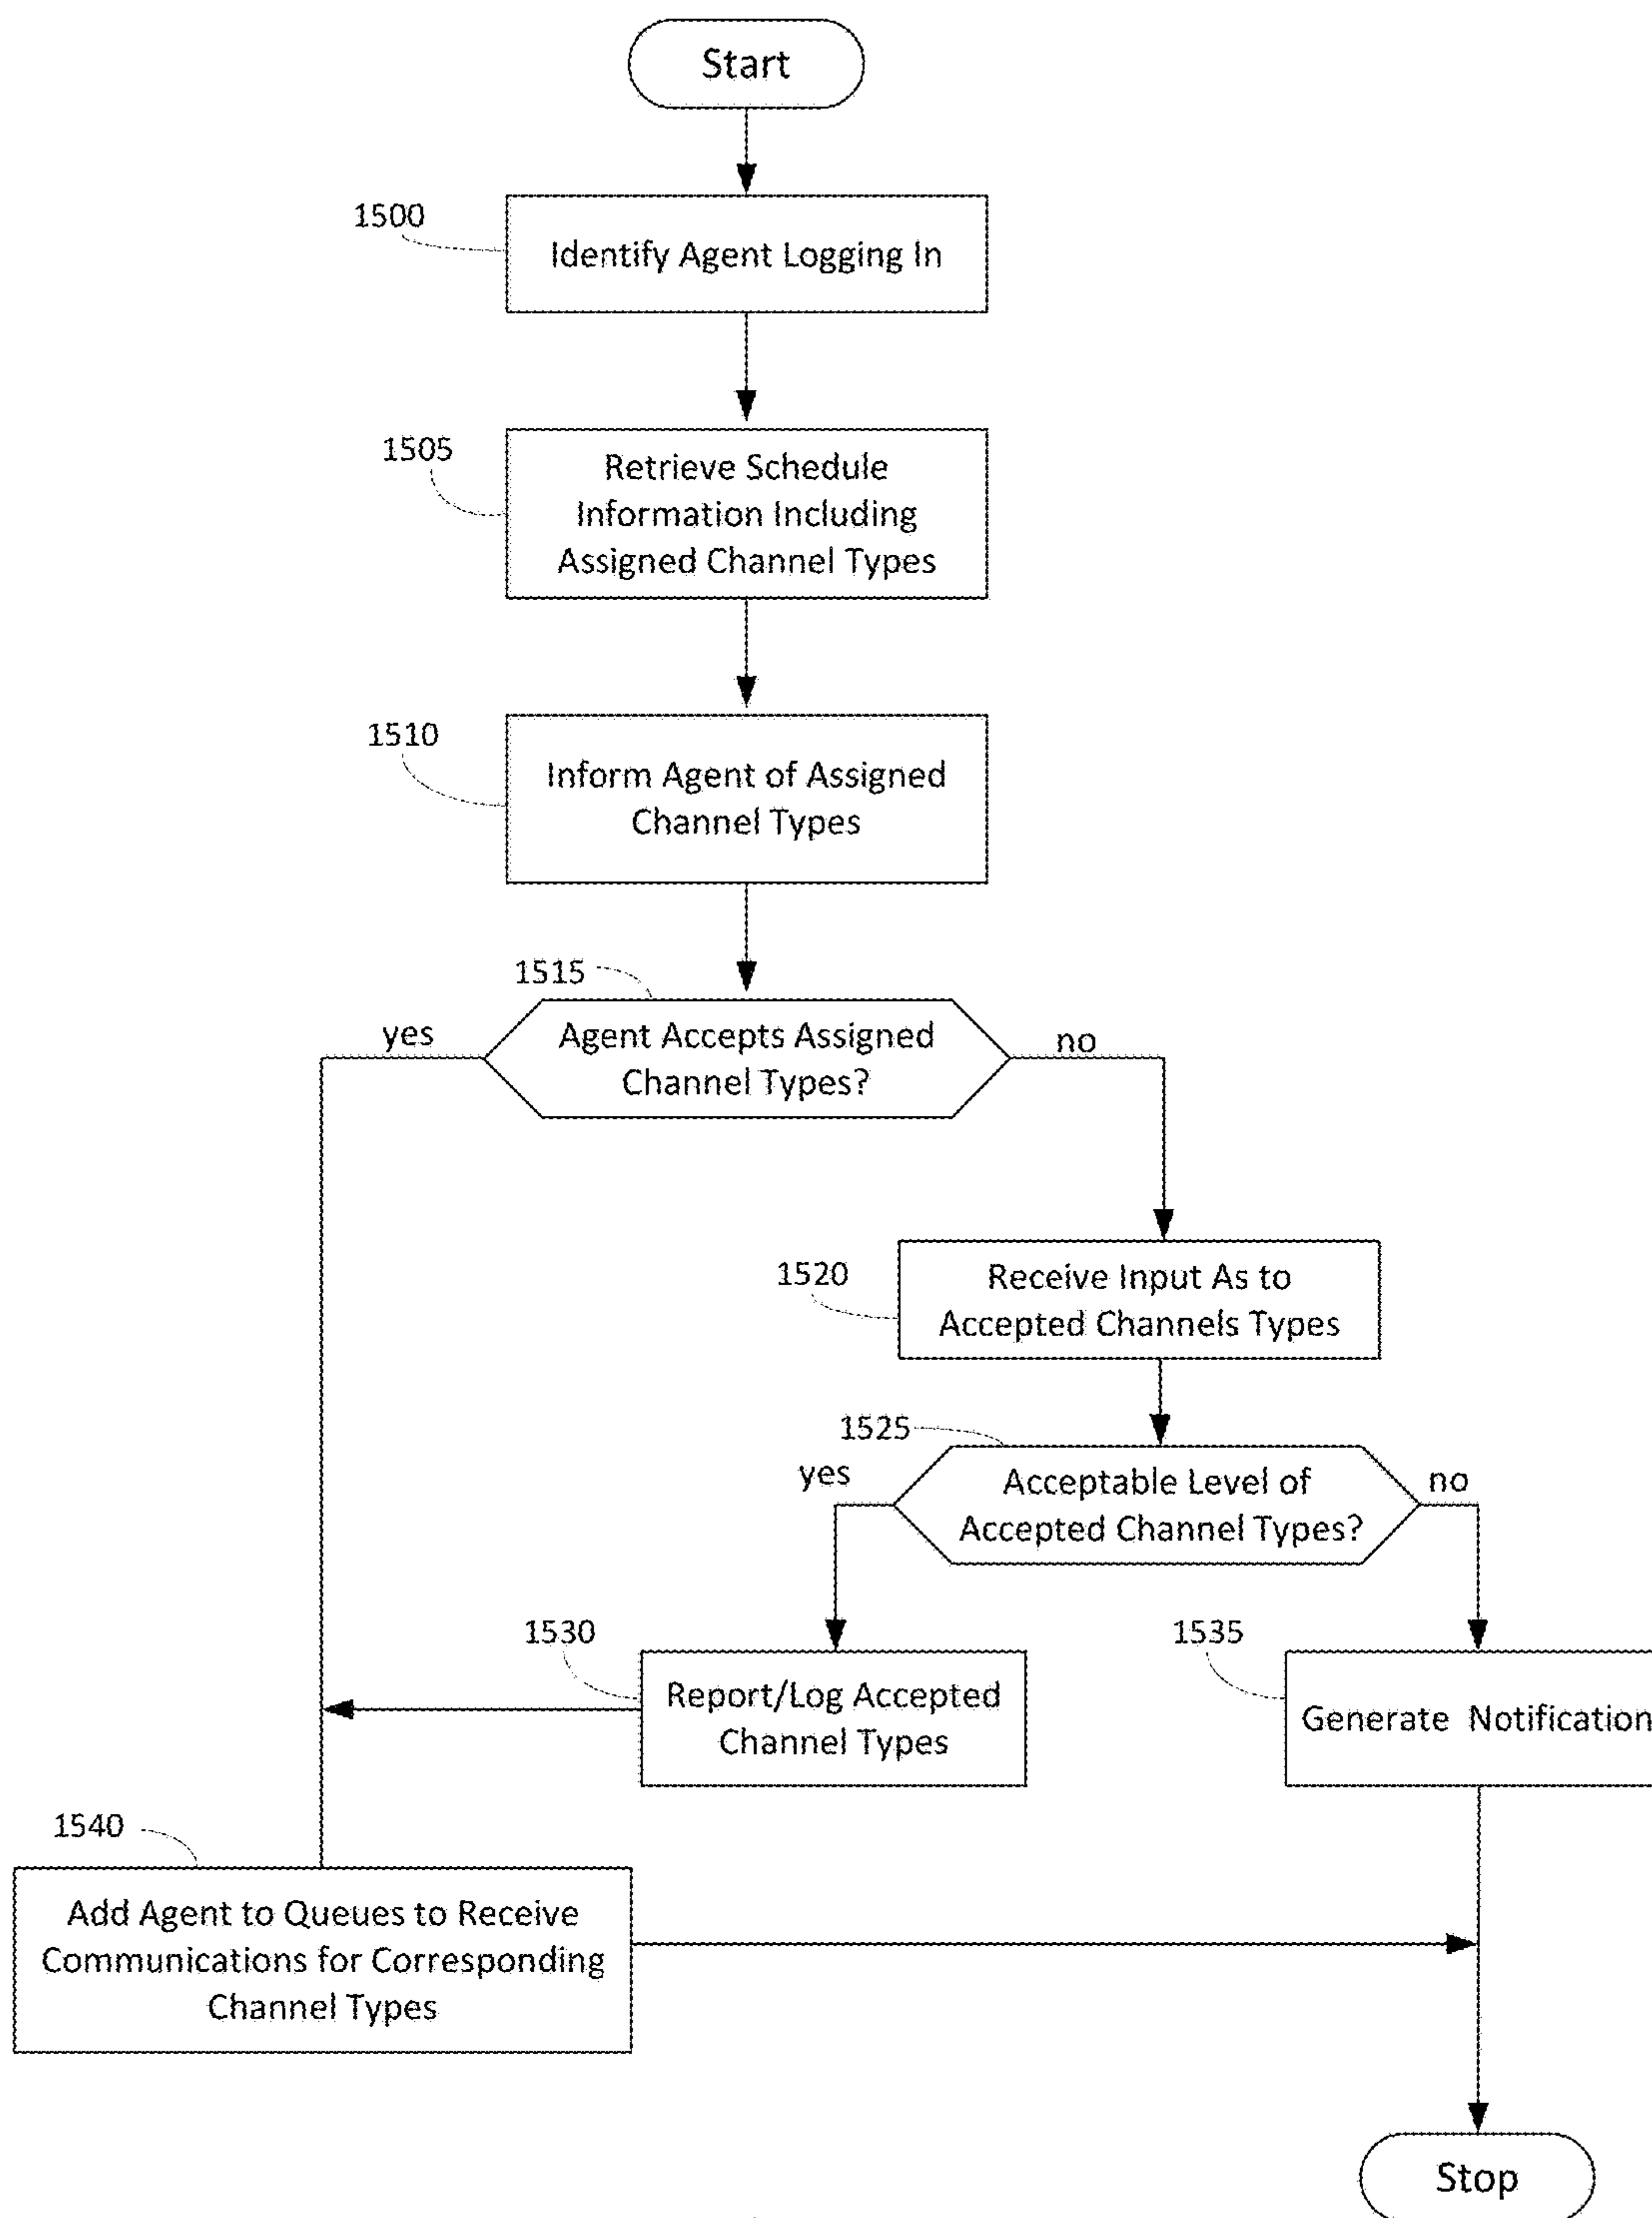 Start
1500
Identify Agent Logging In
1505
Retrieve Schedule
Information Including
Assigned Channel Types
1510
Inform Agent of Assigned
Channel Types
1515
yes
Agent Accepts Assigned
Channel Types?
no
1520
Receive Input As to
Accepted Channels Types
1525
yes
Acceptable Level of
Accepted Channel Types?
no
1530
Report/Log Accepted
Channel Types
1535
Generate Notification
1540
Add Agent to Queues to Receive
Communications for Corresponding
Channel Types
Stop